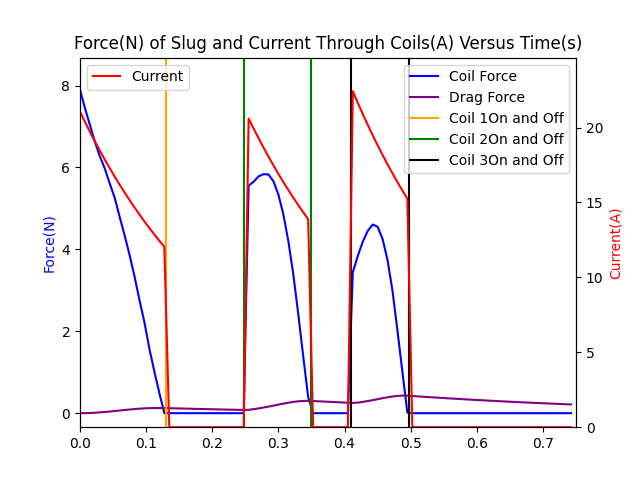 Force(N) of Slug and Current Through Coils(A) Versus Time(s)
Current
Coil Force
Drag Force
Coil 1On and Off
Coil 2On and Off
Coil 3On and Off
Force(N)
8
6
4
2
0
Current(A)
20
15
10
5
0
0.0 0.1 0.2 0.3 0.4 0.5 0.6 0.7